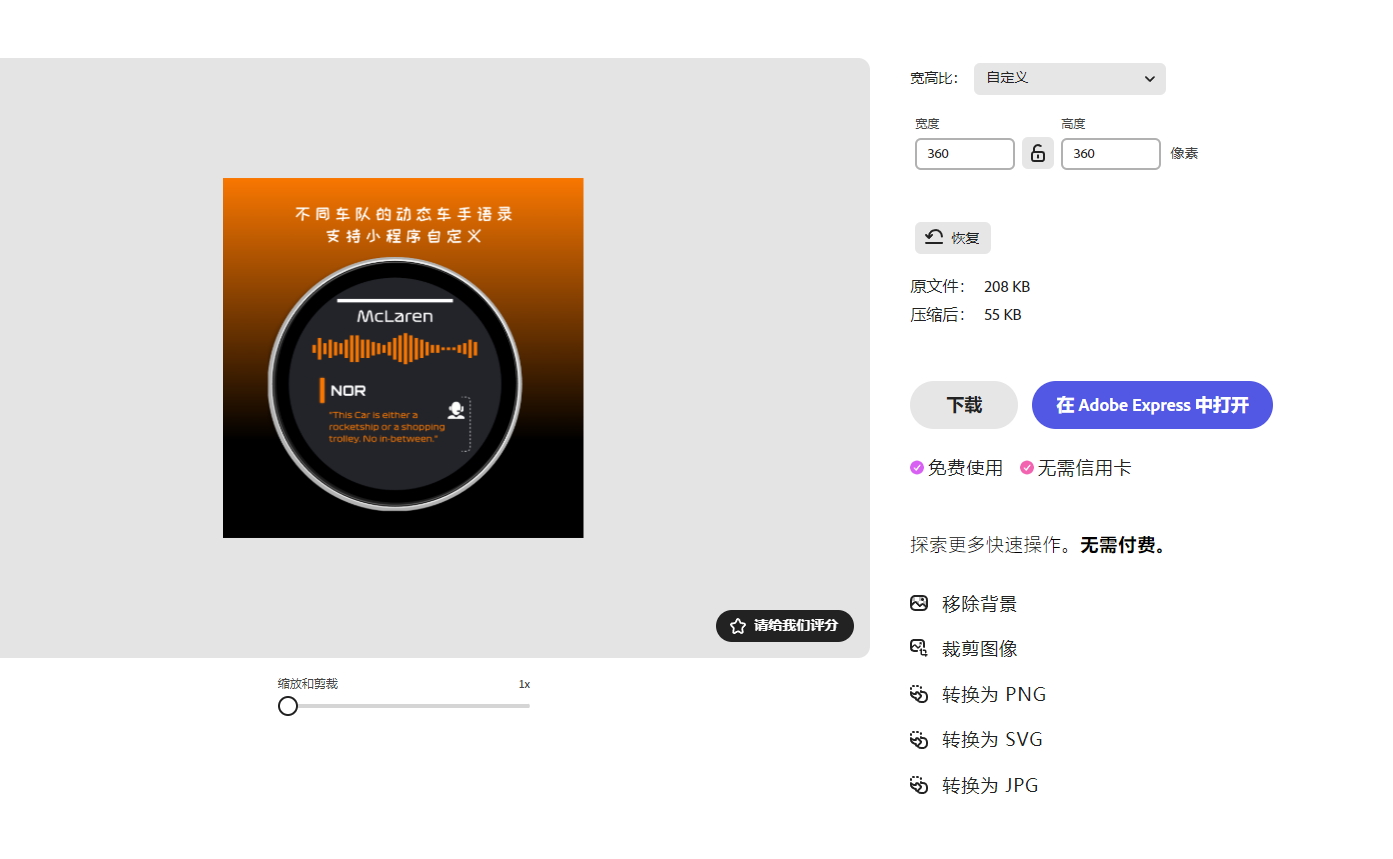 不同车队的动态车手语录
支持小程序自定义
McLaren
NOR
"This Car is either a
rocketship or a shopping
trolley. No in-between."
请给我们评分
缩放和剪裁 1x
宽高比: 自定义
宽度 高度
360 360 像素
恢复
原文件: 208 KB
压缩后: 55 KB
下载 在 Adobe Express 中打开
免费使用 无需信用卡
探索更多快速操作。无需付费。
移除背景
裁剪图像
转换为 PNG
转换为 SVG
转换为 JPG